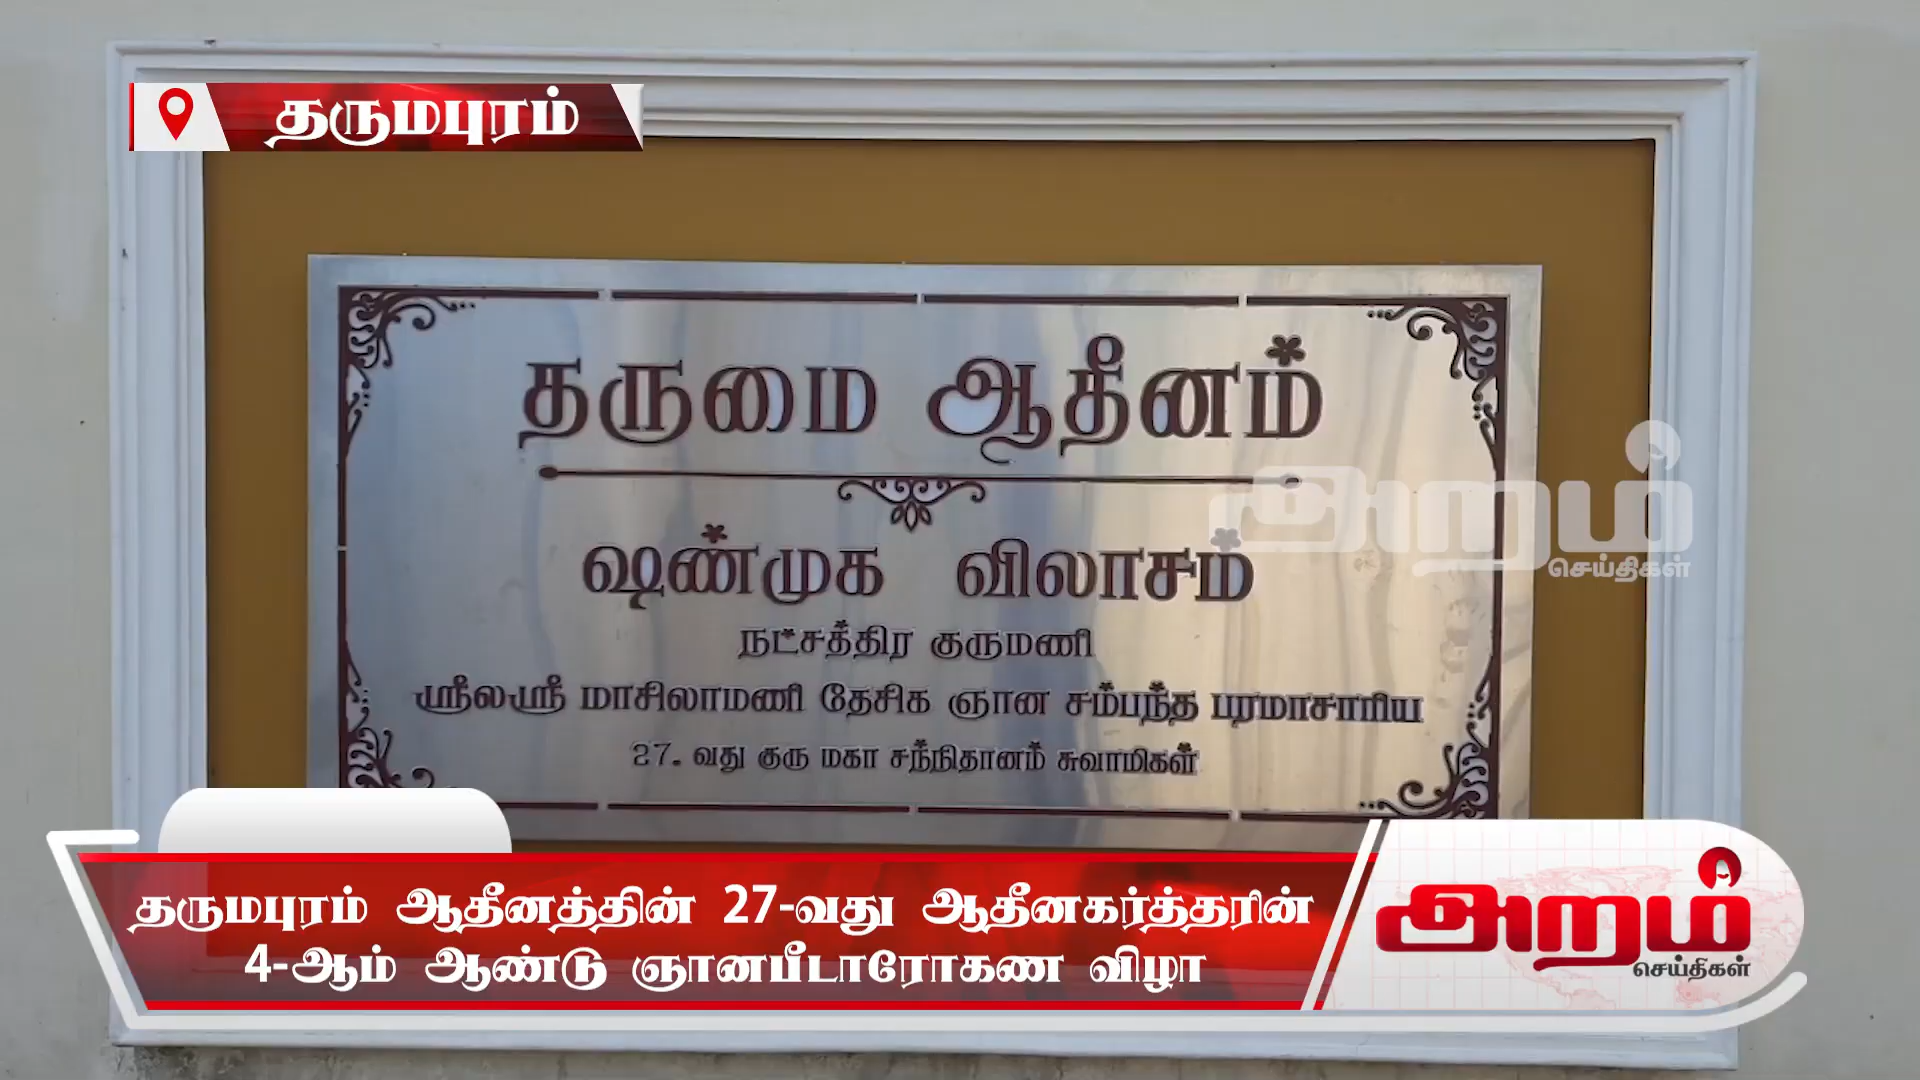 தருமபுரம்
தருமை ஆதீனம்
ஷண்முக விலாசம்
நட்சத்திர குருமணி
ஸ்ரீலஸ்ரீ மாசிலாமணி தேசிக ஞான சம்பந்த பரமாசாரிய
27. வது குரு மகா சந்நிதானம் சுவாமிகள்
அறம்
செய்திகள்
தருமபுரம் ஆதீனத்தின் 27-வது ஆதீனகர்த்தரின்
4-ஆம் ஆண்டு ஞானபீடாரோகண விழா
அறம்
செய்திகள்